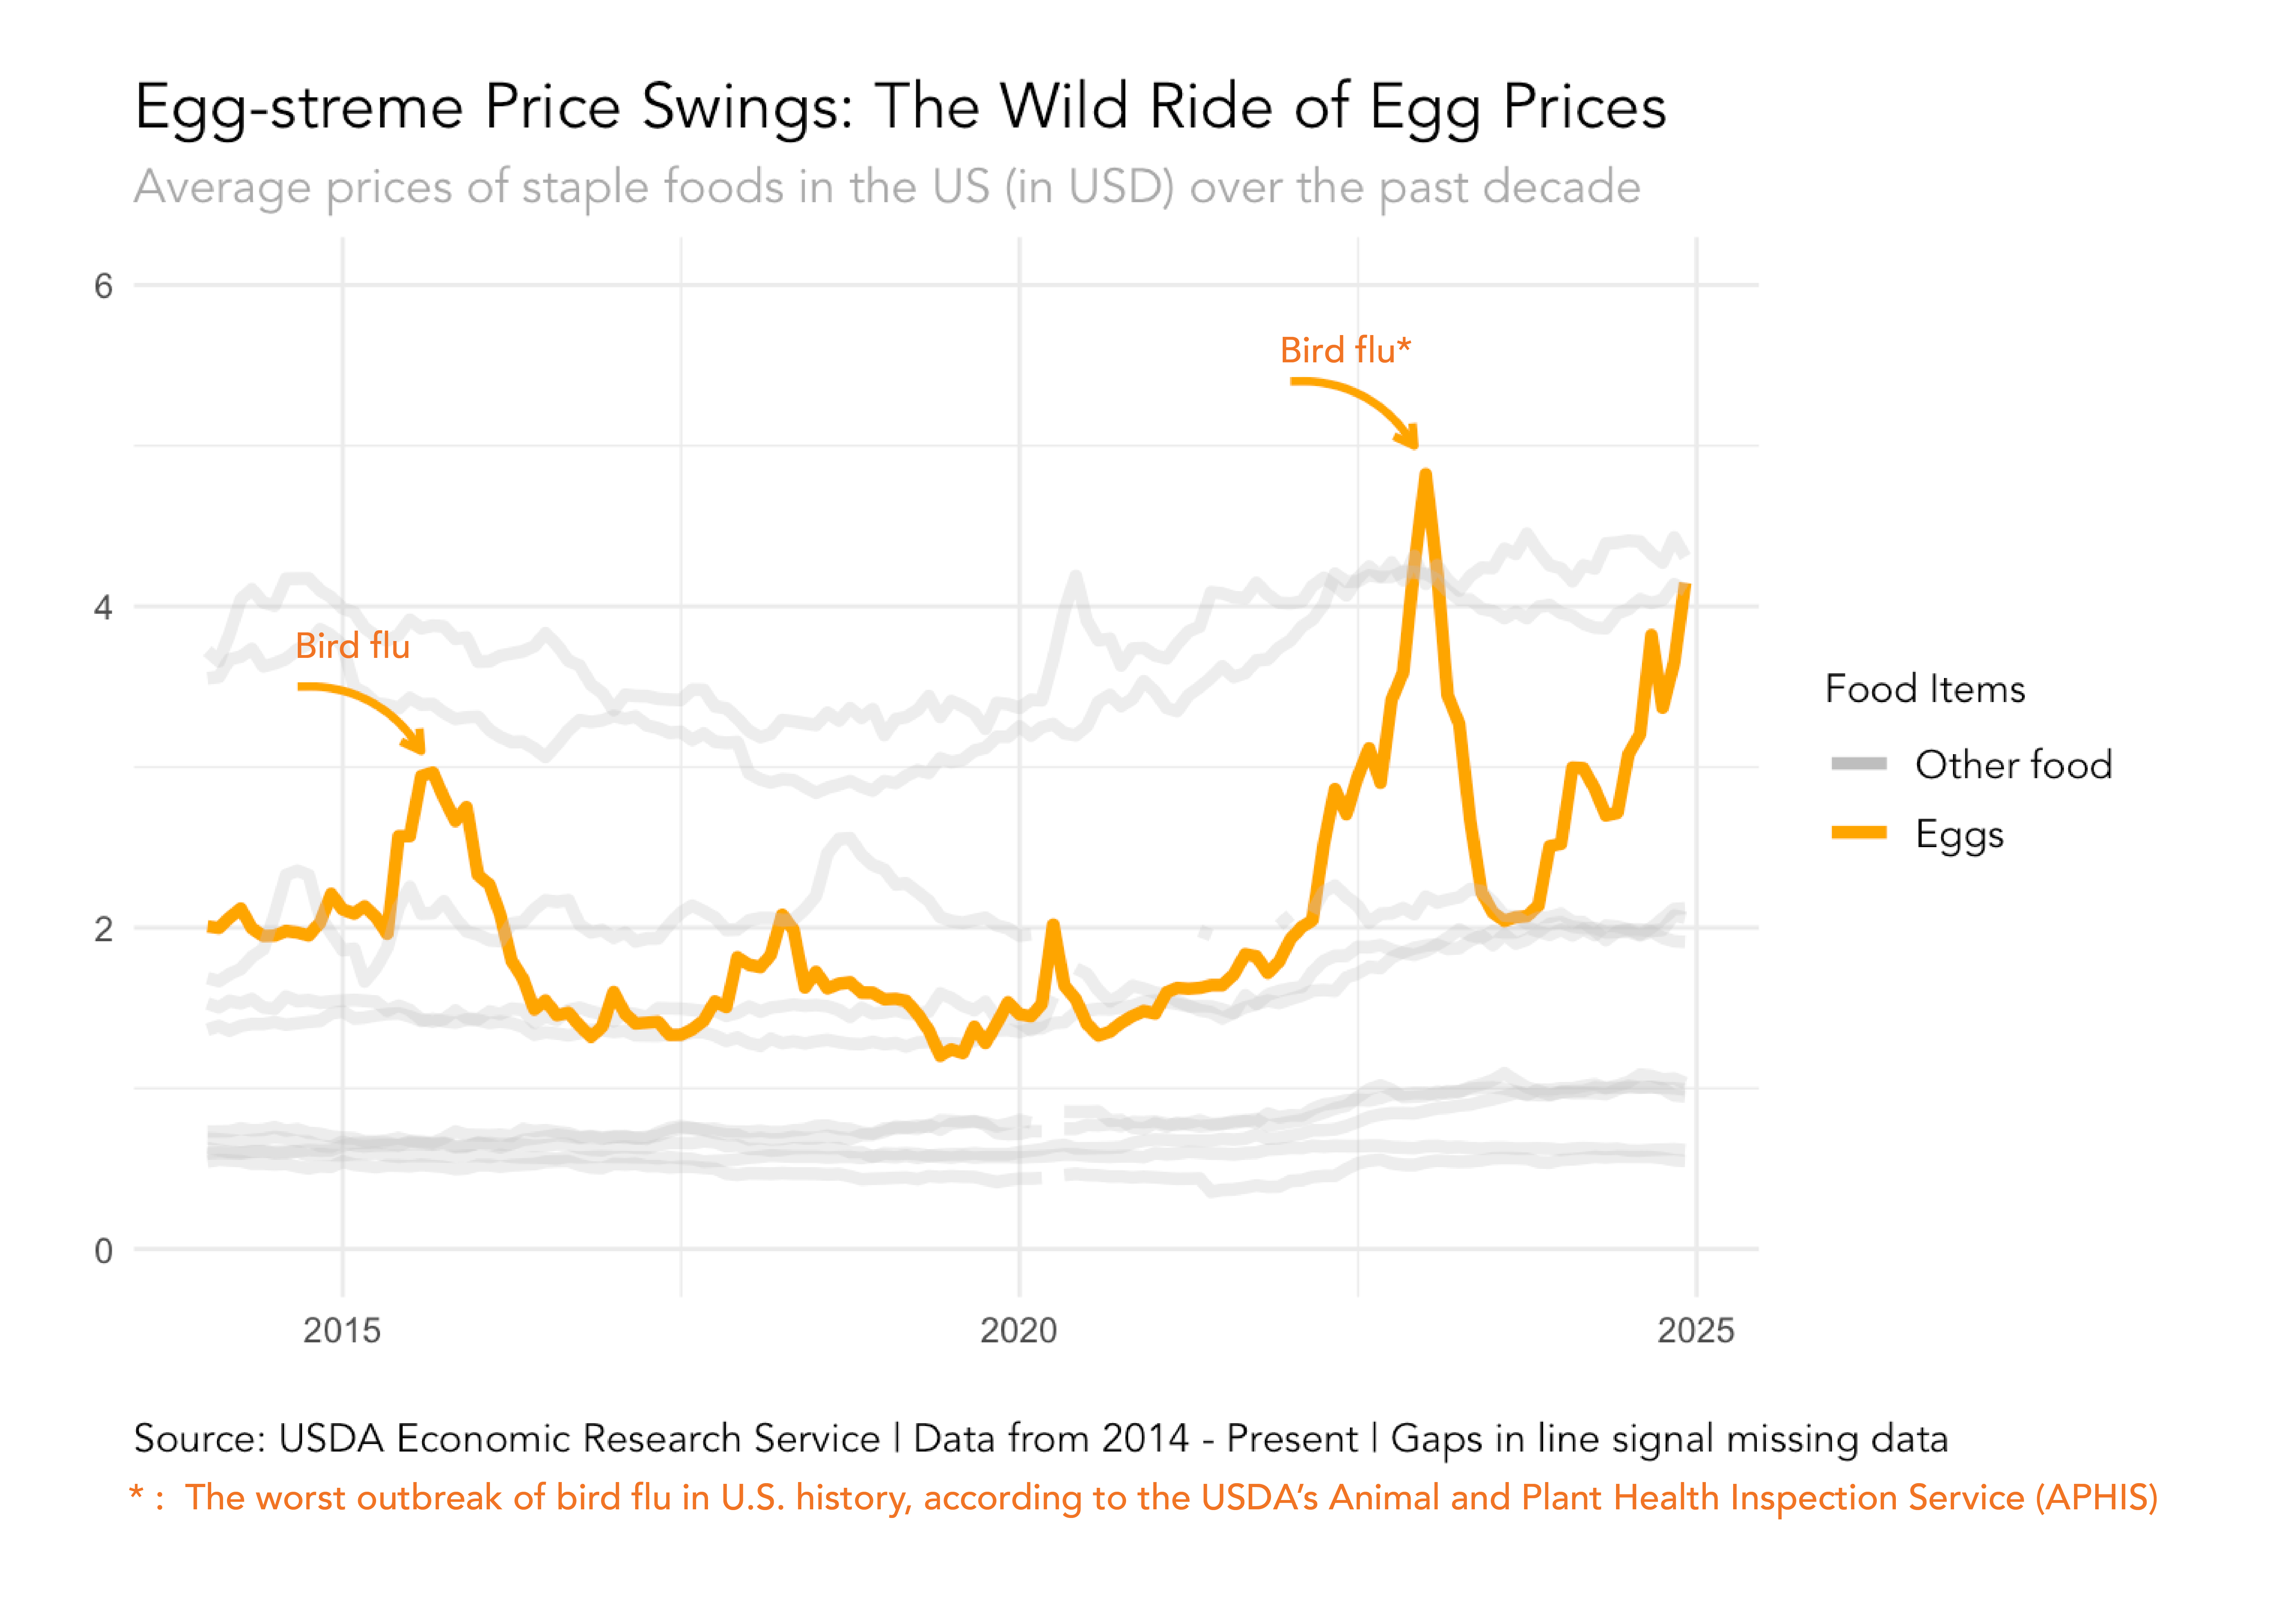 Egg-streme Price Swings: The Wild Ride of Egg Prices
Average prices of staple foods in the US (in USD) over the past decade
6
Bird flu*
4
Bird flu
Food Items
Other food
Eggs
2
0
2015
2020
2025
Source: USDA Economic Research Service | Data from 2014 - Present | Gaps in line signal missing data
* : The worst outbreak of bird flu in U.S. history, according to the USDA’s Animal and Plant Health Inspection Service (APHIS)